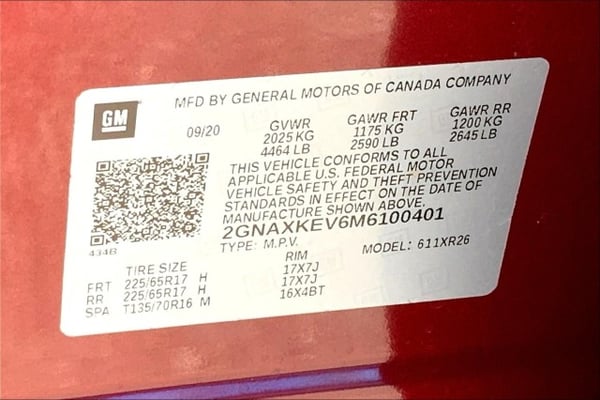 GM
MFD BY GENERAL MOTORS OF CANADA COMPANY
09/20 GVWR GAWR FRT GAWR RR
2025 KG 1175 KG 1200 KG
4464 LB 2590 LB 2645 LB
THIS VEHICLE CONFORMS TO ALL
APPLICABLE U.S. FEDERAL MOTOR
VEHICLE SAFETY AND THEFT PREVENTION
STANDARDS IN EFFECT ON THE DATE OF
MANUFACTURE SHOWN ABOVE.
2GNAXKEV6M6100401
434B
TYPE: M.P.V. MODEL: 611XR26
TIRE SIZE RIM
FRT 225/65R17 H 17X7J
RR 225/65R17 H 17X7J
SPA T135/70R16 M 16X4BT